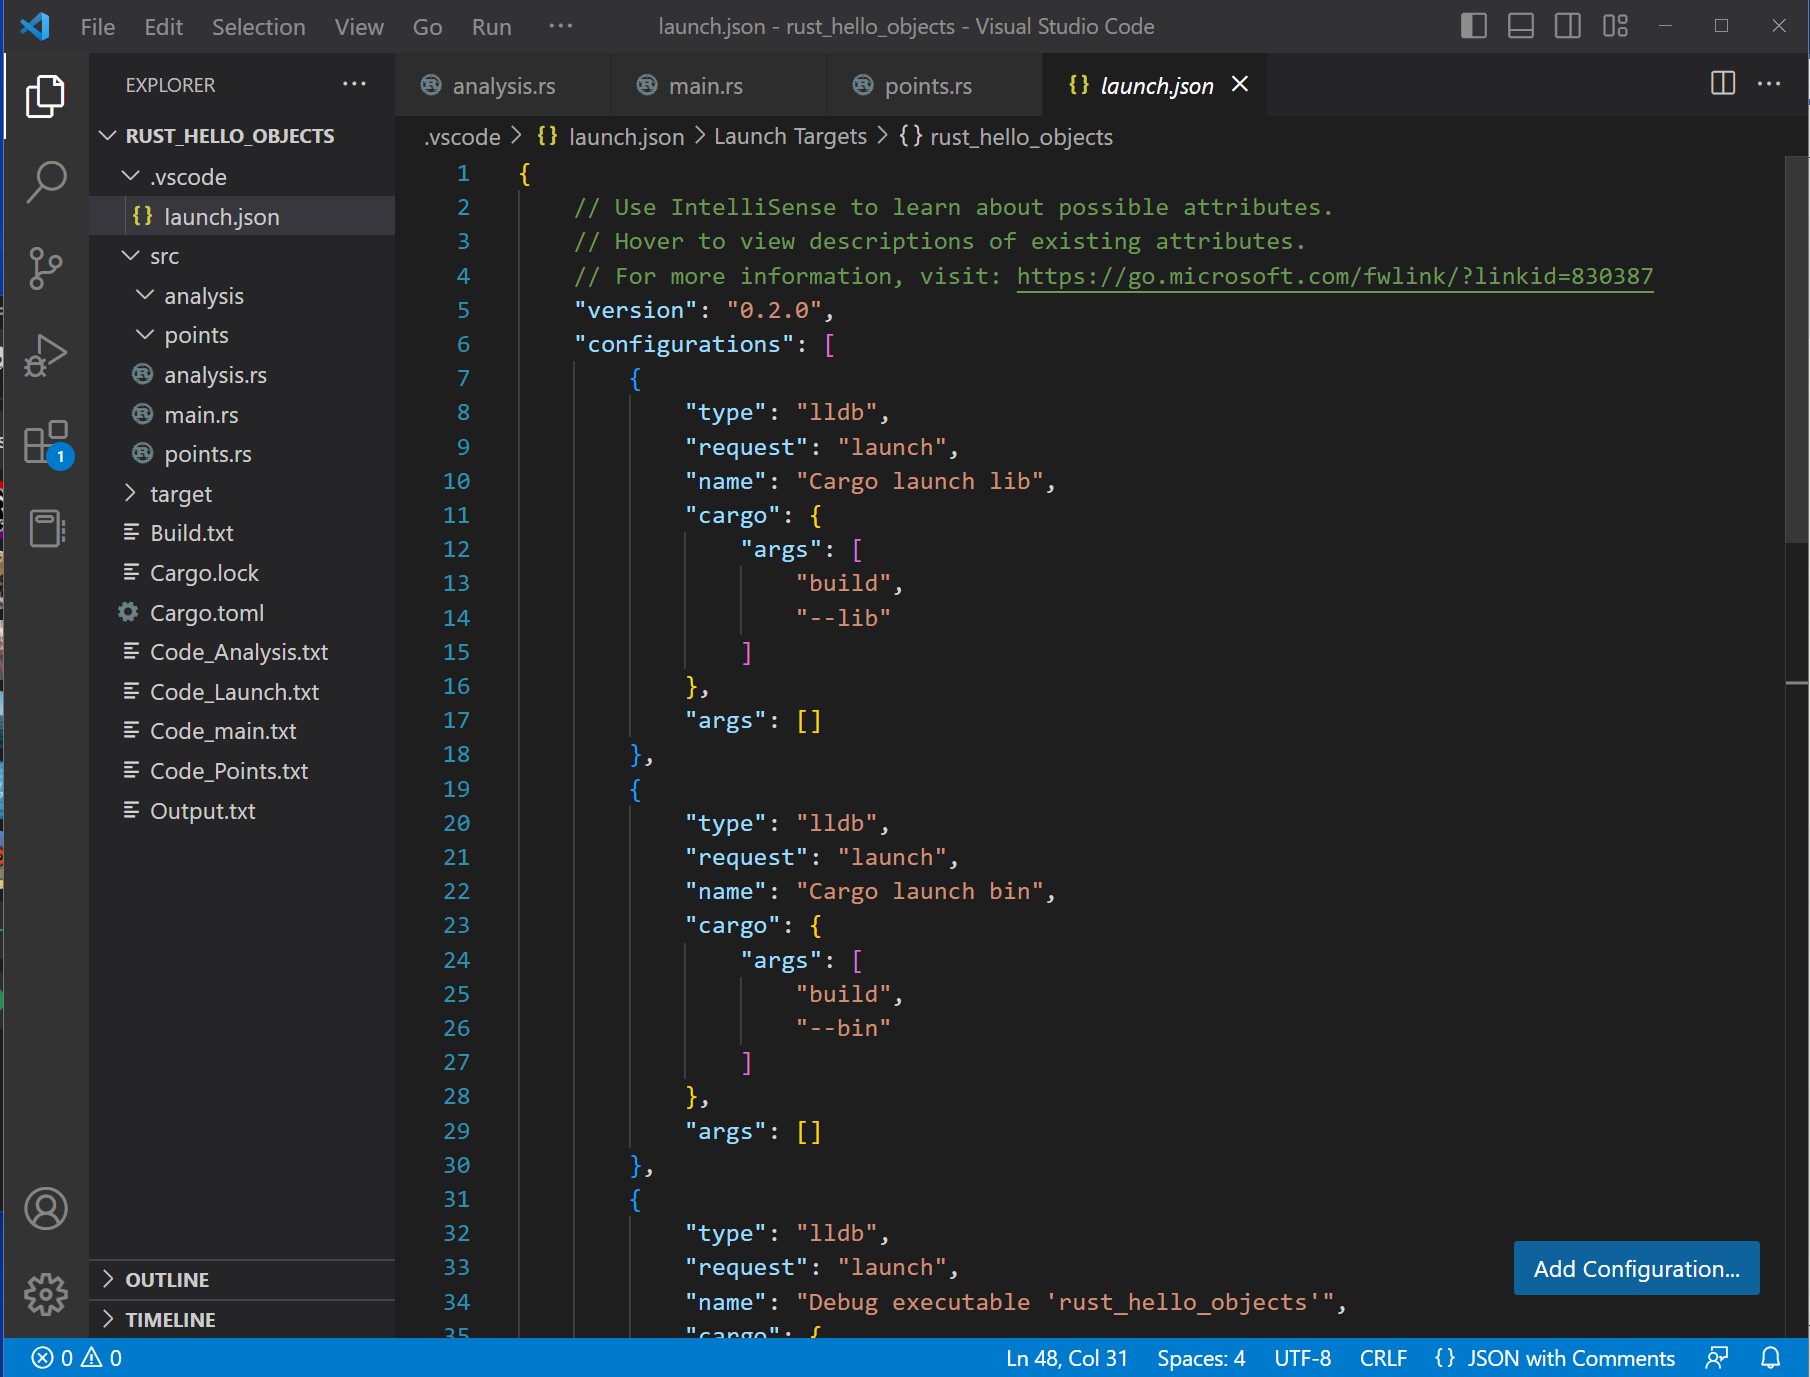 File Edit Selection View Go Run ··· launch.json - rust_hello_objects - Visual Studio Code
EXPLORER ···
RUST_HELLO_OBJECTS
.vscode
{} launch.json
src
analysis
points
analysis.rs
main.rs
points.rs
target
Build.txt
Cargo.lock
Cargo.toml
Code_Analysis.txt
Code_Launch.txt
Code_main.txt
Code_Points.txt
Output.txt
OUTLINE
TIMELINE
1
analysis.rs main.rs points.rs {} launch.json
.vscode > {} launch.json > Launch Targets > {} rust_hello_objects
1 {
2 // Use IntelliSense to learn about possible attributes.
3 // Hover to view descriptions of existing attributes.
4 // For more information, visit: https://go.microsoft.com/fwlink/?linkid=830387
5 "version": "0.2.0",
6 "configurations": [
7 {
8 "type": "lldb",
9 "request": "launch",
10 "name": "Cargo launch lib",
11 "cargo": {
12 "args": [
13 "build",
14 "--lib"
15 ]
16 },
17 "args": []
18 },
19 {
20 "type": "lldb",
21 "request": "launch",
22 "name": "Cargo launch bin",
23 "cargo": {
24 "args": [
25 "build",
26 "--bin"
27 ]
28 },
29 "args": []
30 },
31 {
32 "type": "lldb",
33 "request": "launch",
34 "name": "Debug executable 'rust_hello_objects'",
35 "cargo": {
Add Configuration...
0 0 Ln 48, Col 31 Spaces: 4 UTF-8 CRLF {} JSON with Comments